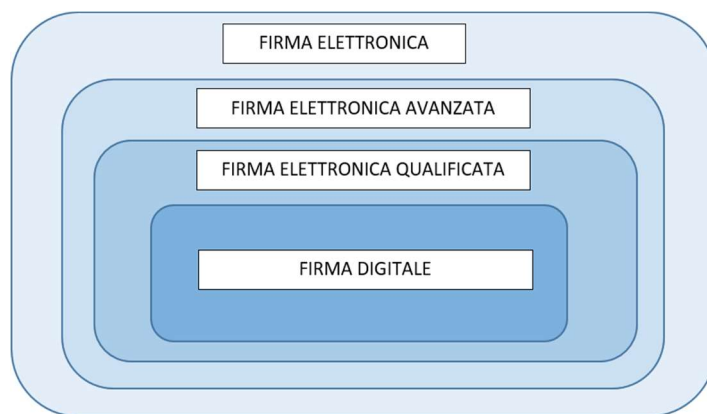 FIRMA ELETTRONICA
FIRMA ELETTRONICA AVANZATA
FIRMA ELETTRONICA QUALIFICATA
FIRMA DIGITALE